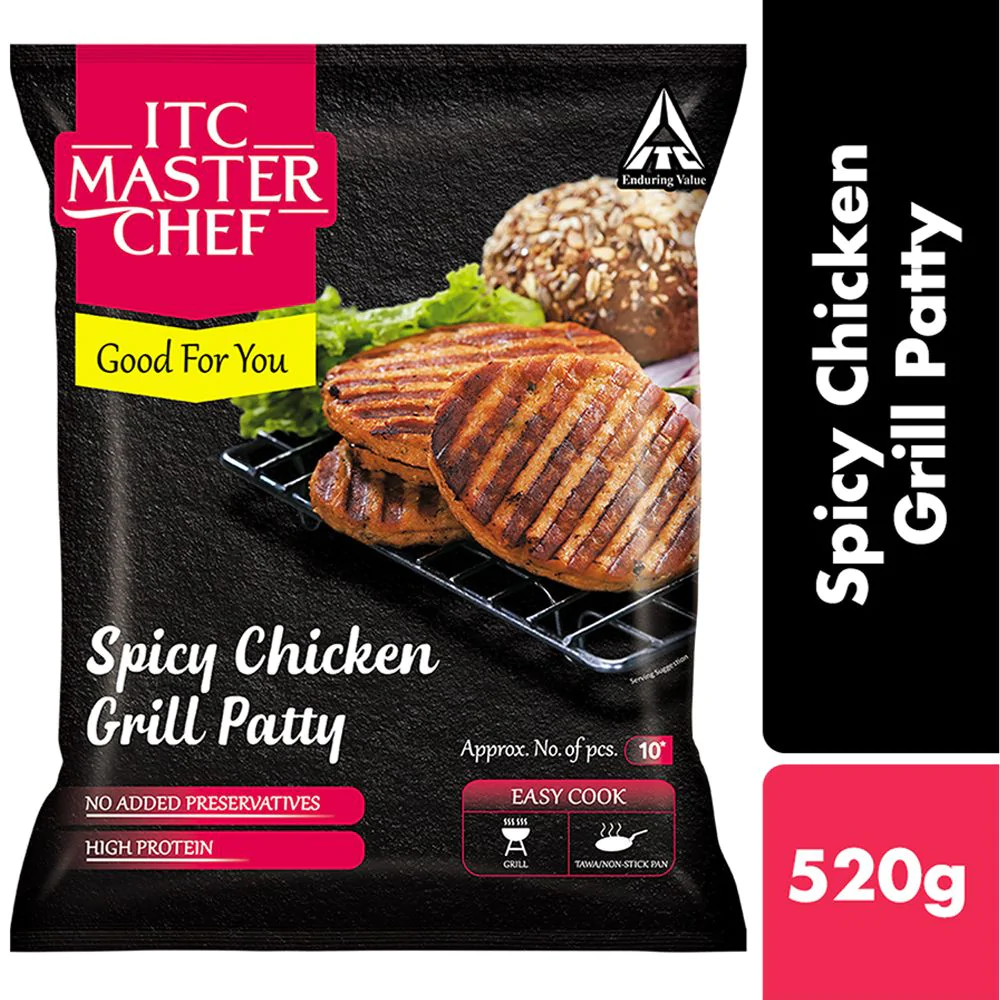 ITC
MASTER
CHEF
Good For You
ITC
Enduring Value
Serving Suggestion
Spicy Chicken
Grill Patty
Approx. No. of pcs. 10*
NO ADDED PRESERVATIVES
HIGH PROTEIN
EASY COOK
GRILL
TAWA/NON-STICK PAN
Spicy Chicken
Grill Patty
520g